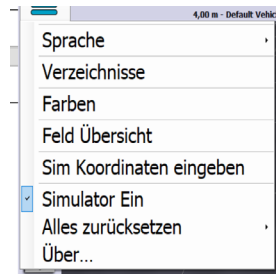 4,00 m - Default Vehic
Sprache
Verzeichnisse
Farben
Feld Übersicht
Sim Koordinaten eingeben
Simulator Ein
Alles zurücksetzen
Über...